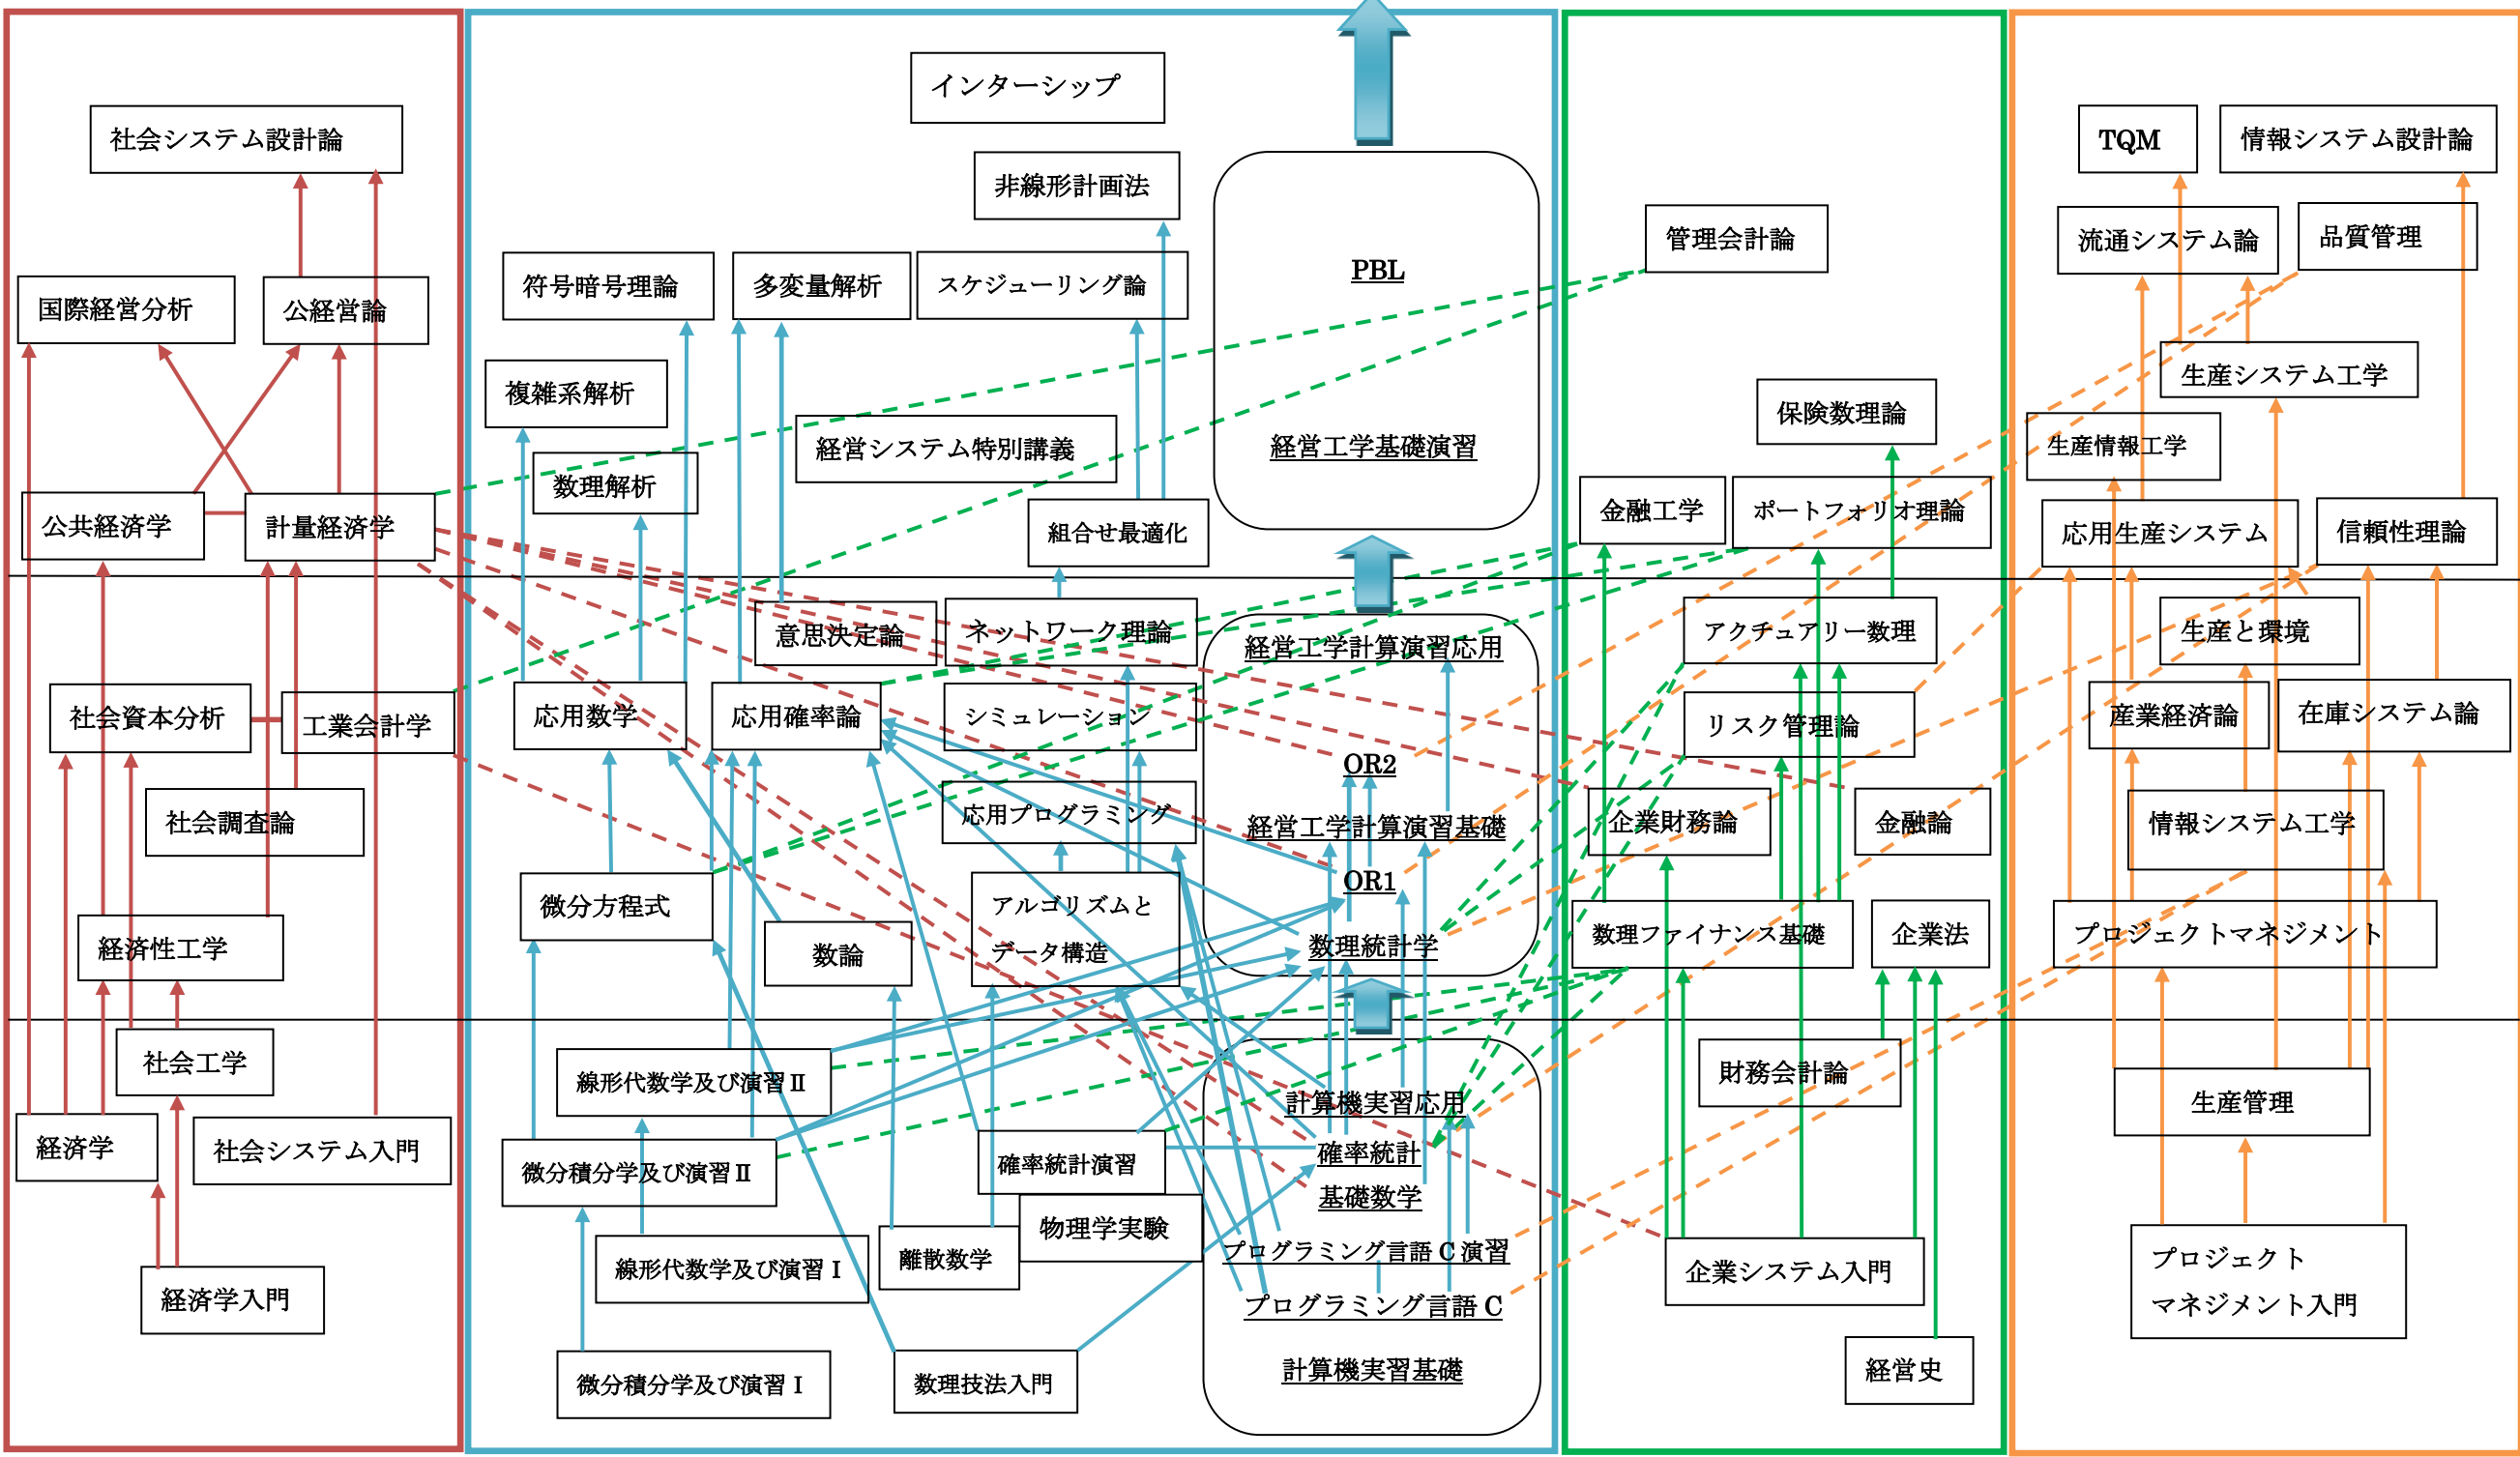 社会システム設計論
国際経営分析
公経営論
公共経済学
計量経済学
社会資本分析
工業会計学
社会調査論
経済性工学
社会工学
経済学
社会システム入門
経済学入門
インターシップ
非線形計画法
符号暗号理論
多変量解析
スケジューリング論
複雑系解析
経営システム特別講義
数理解析
組合せ最適化
意思決定論
ネットワーク理論
応用数学
応用確率論
シミュレーション
応用プログラミング
微分方程式
数論
アルゴリズムと
データ構造
線形代数学及び演習Ⅱ
微分積分学及び演習Ⅱ
確率統計演習
物理学実験
離散数学
線形代数学及び演習Ⅰ
微分積分学及び演習Ⅰ
数理技法入門
PBL
経営工学基礎演習
経営工学計算演習応用
OR2
経営工学計算演習基礎
OR1
数理統計学
計算機実習応用
確率統計
基礎数学
プログラミング言語 C 演習
プログラミング言語 C
計算機実習基礎
管理会計論
保険数理論
金融工学
ポートフォリオ理論
アクチュアリー数理
リスク管理論
企業財務論
金融論
数理ファイナンス基礎
企業法
財務会計論
企業システム入門
経営史
TQM
情報システム設計論
流通システム論
品質管理
生産システム工学
生産情報工学
応用生産システム
信頼性理論
生産と環境
産業経済論
在庫システム論
情報システム工学
プロジェクトマネジメント
生産管理
プロジェクト
マネジメント入門